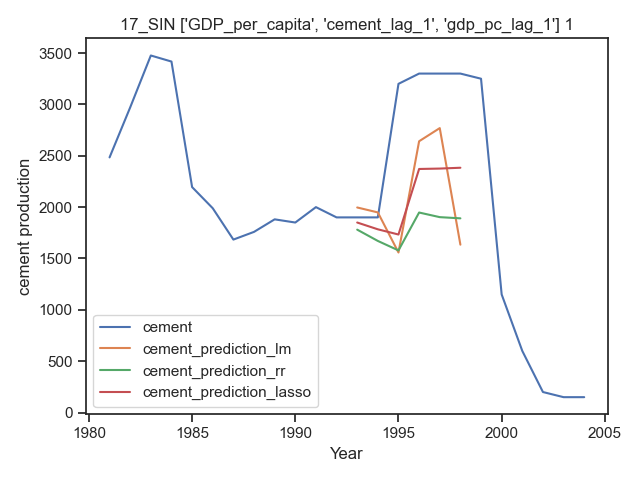 17_SIN ['GDP_per_capita', 'cement_lag_1', 'gdp_pc_lag_1'] 1
cement production
3500
3000
2500
2000
1500
1000
500
0
cement
cement_prediction_lm
cement_prediction_rr
cement_prediction_lasso
1980
1985
1990
1995
2000
2005
Year